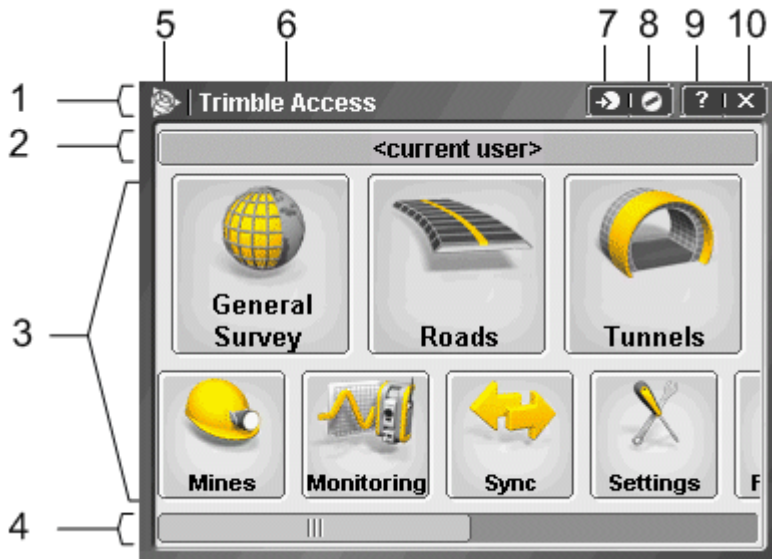 5 6 7 8 9 10
1 Trimble Access ?
2 <current user>
3
General
Survey Roads Tunnels
Mines Monitoring Sync Settings F
4